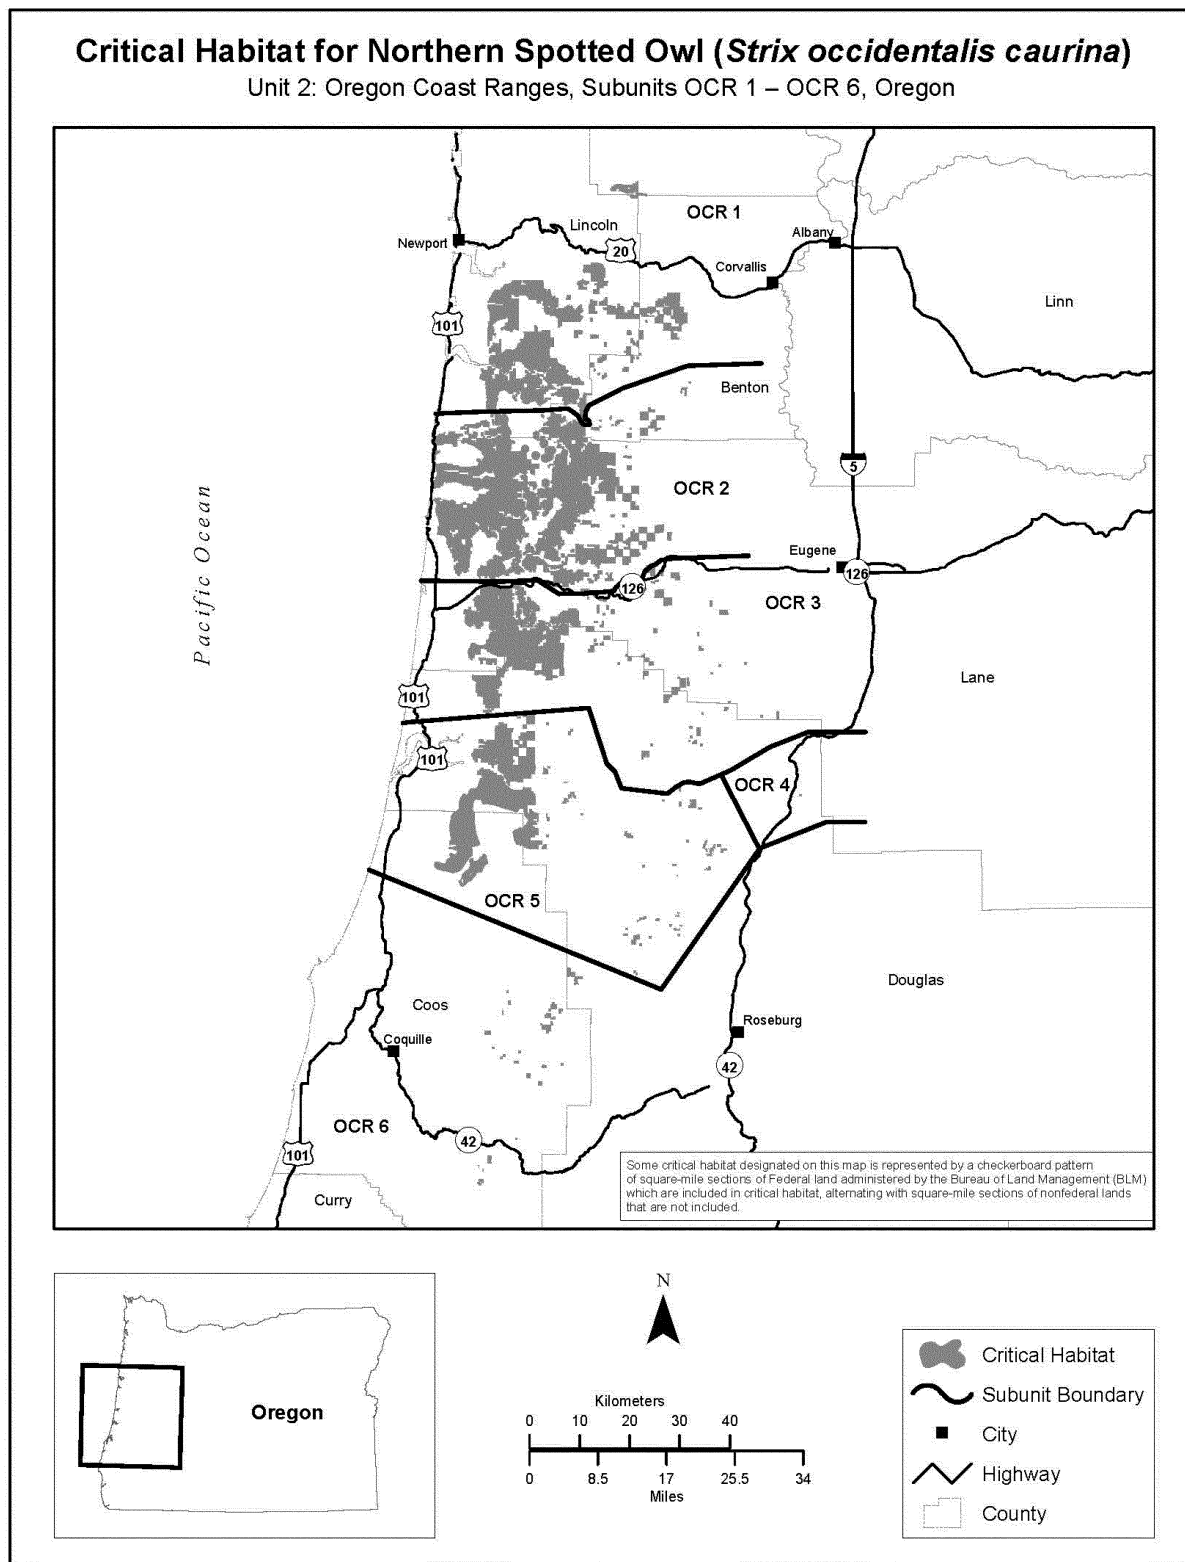 Critical Habitat for Northern Spotted Owl (Strix occidentalis caurina)
Unit 2: Oregon Coast Ranges, Subunits OCR 1 – OCR 6, Oregon
OCR 1
Lincoln
Newport
20
Albany
Corvallis
Linn
101
Benton
5
OCR 2
Pacific Ocean
Eugene
126
126
OCR 3
Lane
101
101
OCR 4
OCR 5
Douglas
Coos
Roseburg
Coquille
42
OCR 6
42
101
Some critical habitat designated on this map is represented by a checkerboard pattern
of square-mile sections of Federal land administered by the Bureau of Land Management (BLM)
which are included in critical habitat, alternating with square-mile sections of nonfederal lands
that are not included.
Curry
Oregon
N
Kilometers
0 10 20 30 40
0 8.5 17 25.5 34
Miles
Critical Habitat
Subunit Boundary
City
Highway
County